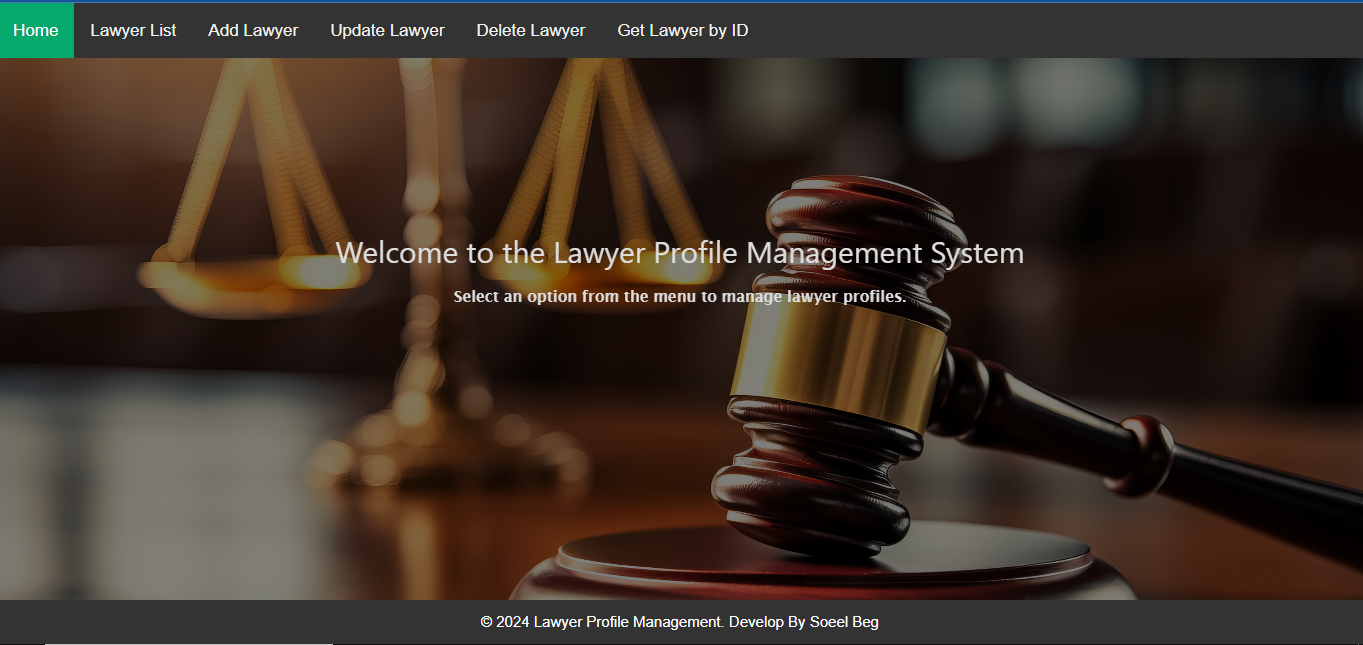 Home Lawyer List Add Lawyer Update Lawyer Delete Lawyer Get Lawyer by ID
Welcome to the Lawyer Profile Management System
Select an option from the menu to manage lawyer profiles.
© 2024 Lawyer Profile Management. Develop By Soeel Beg